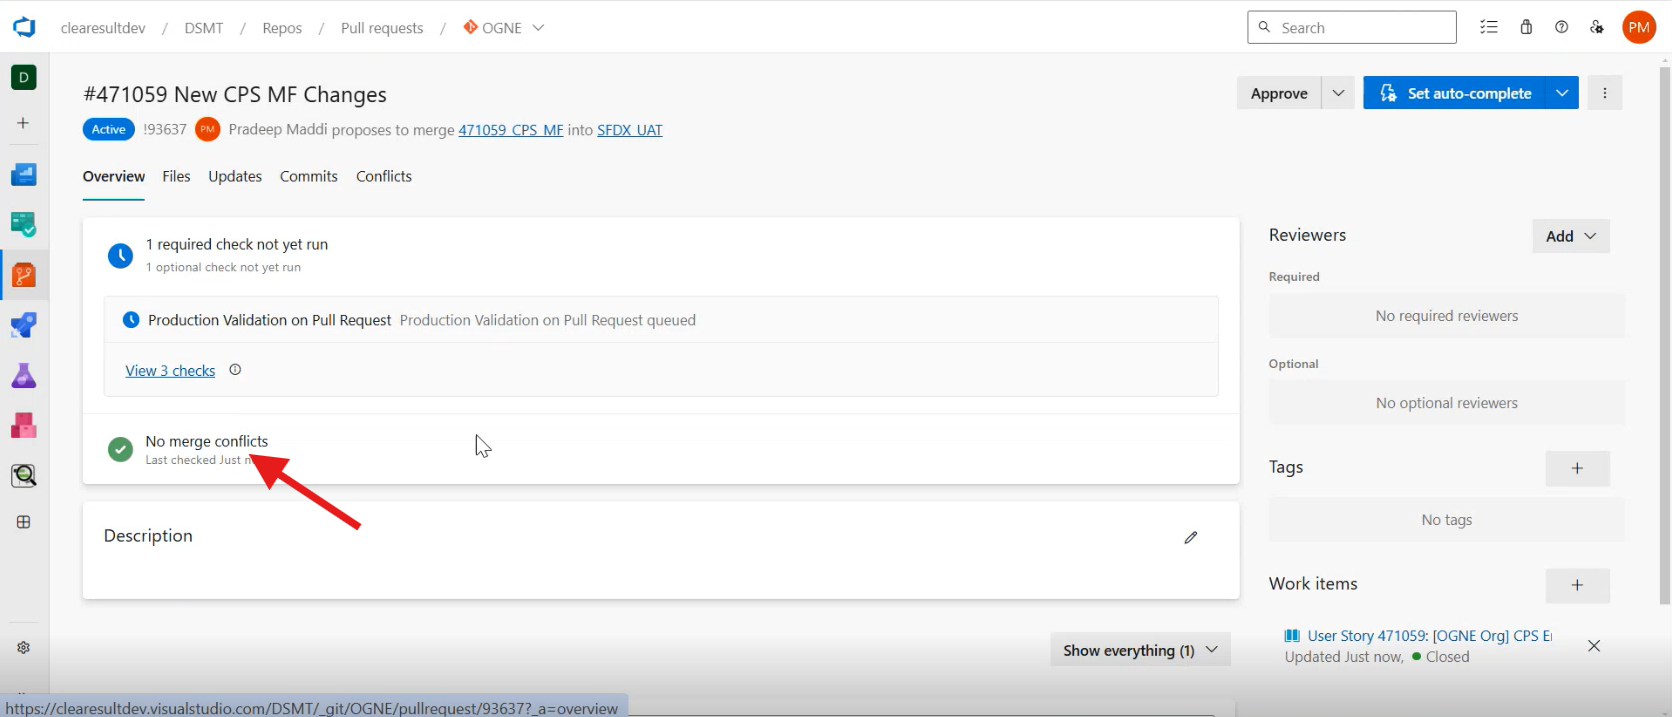 clearesultdev / DSMT / Repos / Pull requests / OGNE
Search
PM
D
#471059 New CPS MF Changes
Approve
Set auto-complete
Active !93637 PM Pradeep Maddi proposes to merge 471059_CPS_MF into SFDX_UAT
Overview Files Updates Commits Conflicts
1 required check not yet run
1 optional check not yet run
Production Validation on Pull Request Production Validation on Pull Request queued
View 3 checks
No merge conflicts
Last checked Just
Description
Show everything (1)
Reviewers
Add
Required
No required reviewers
Optional
No optional reviewers
Tags
No tags
Work items
User Story 471059: [OGNE Org] CPS
Updated Just now, Closed
https://clearesultdev.visualstudio.com/DSMT/_git/OGNE/pullrequest/93637?_a=overview